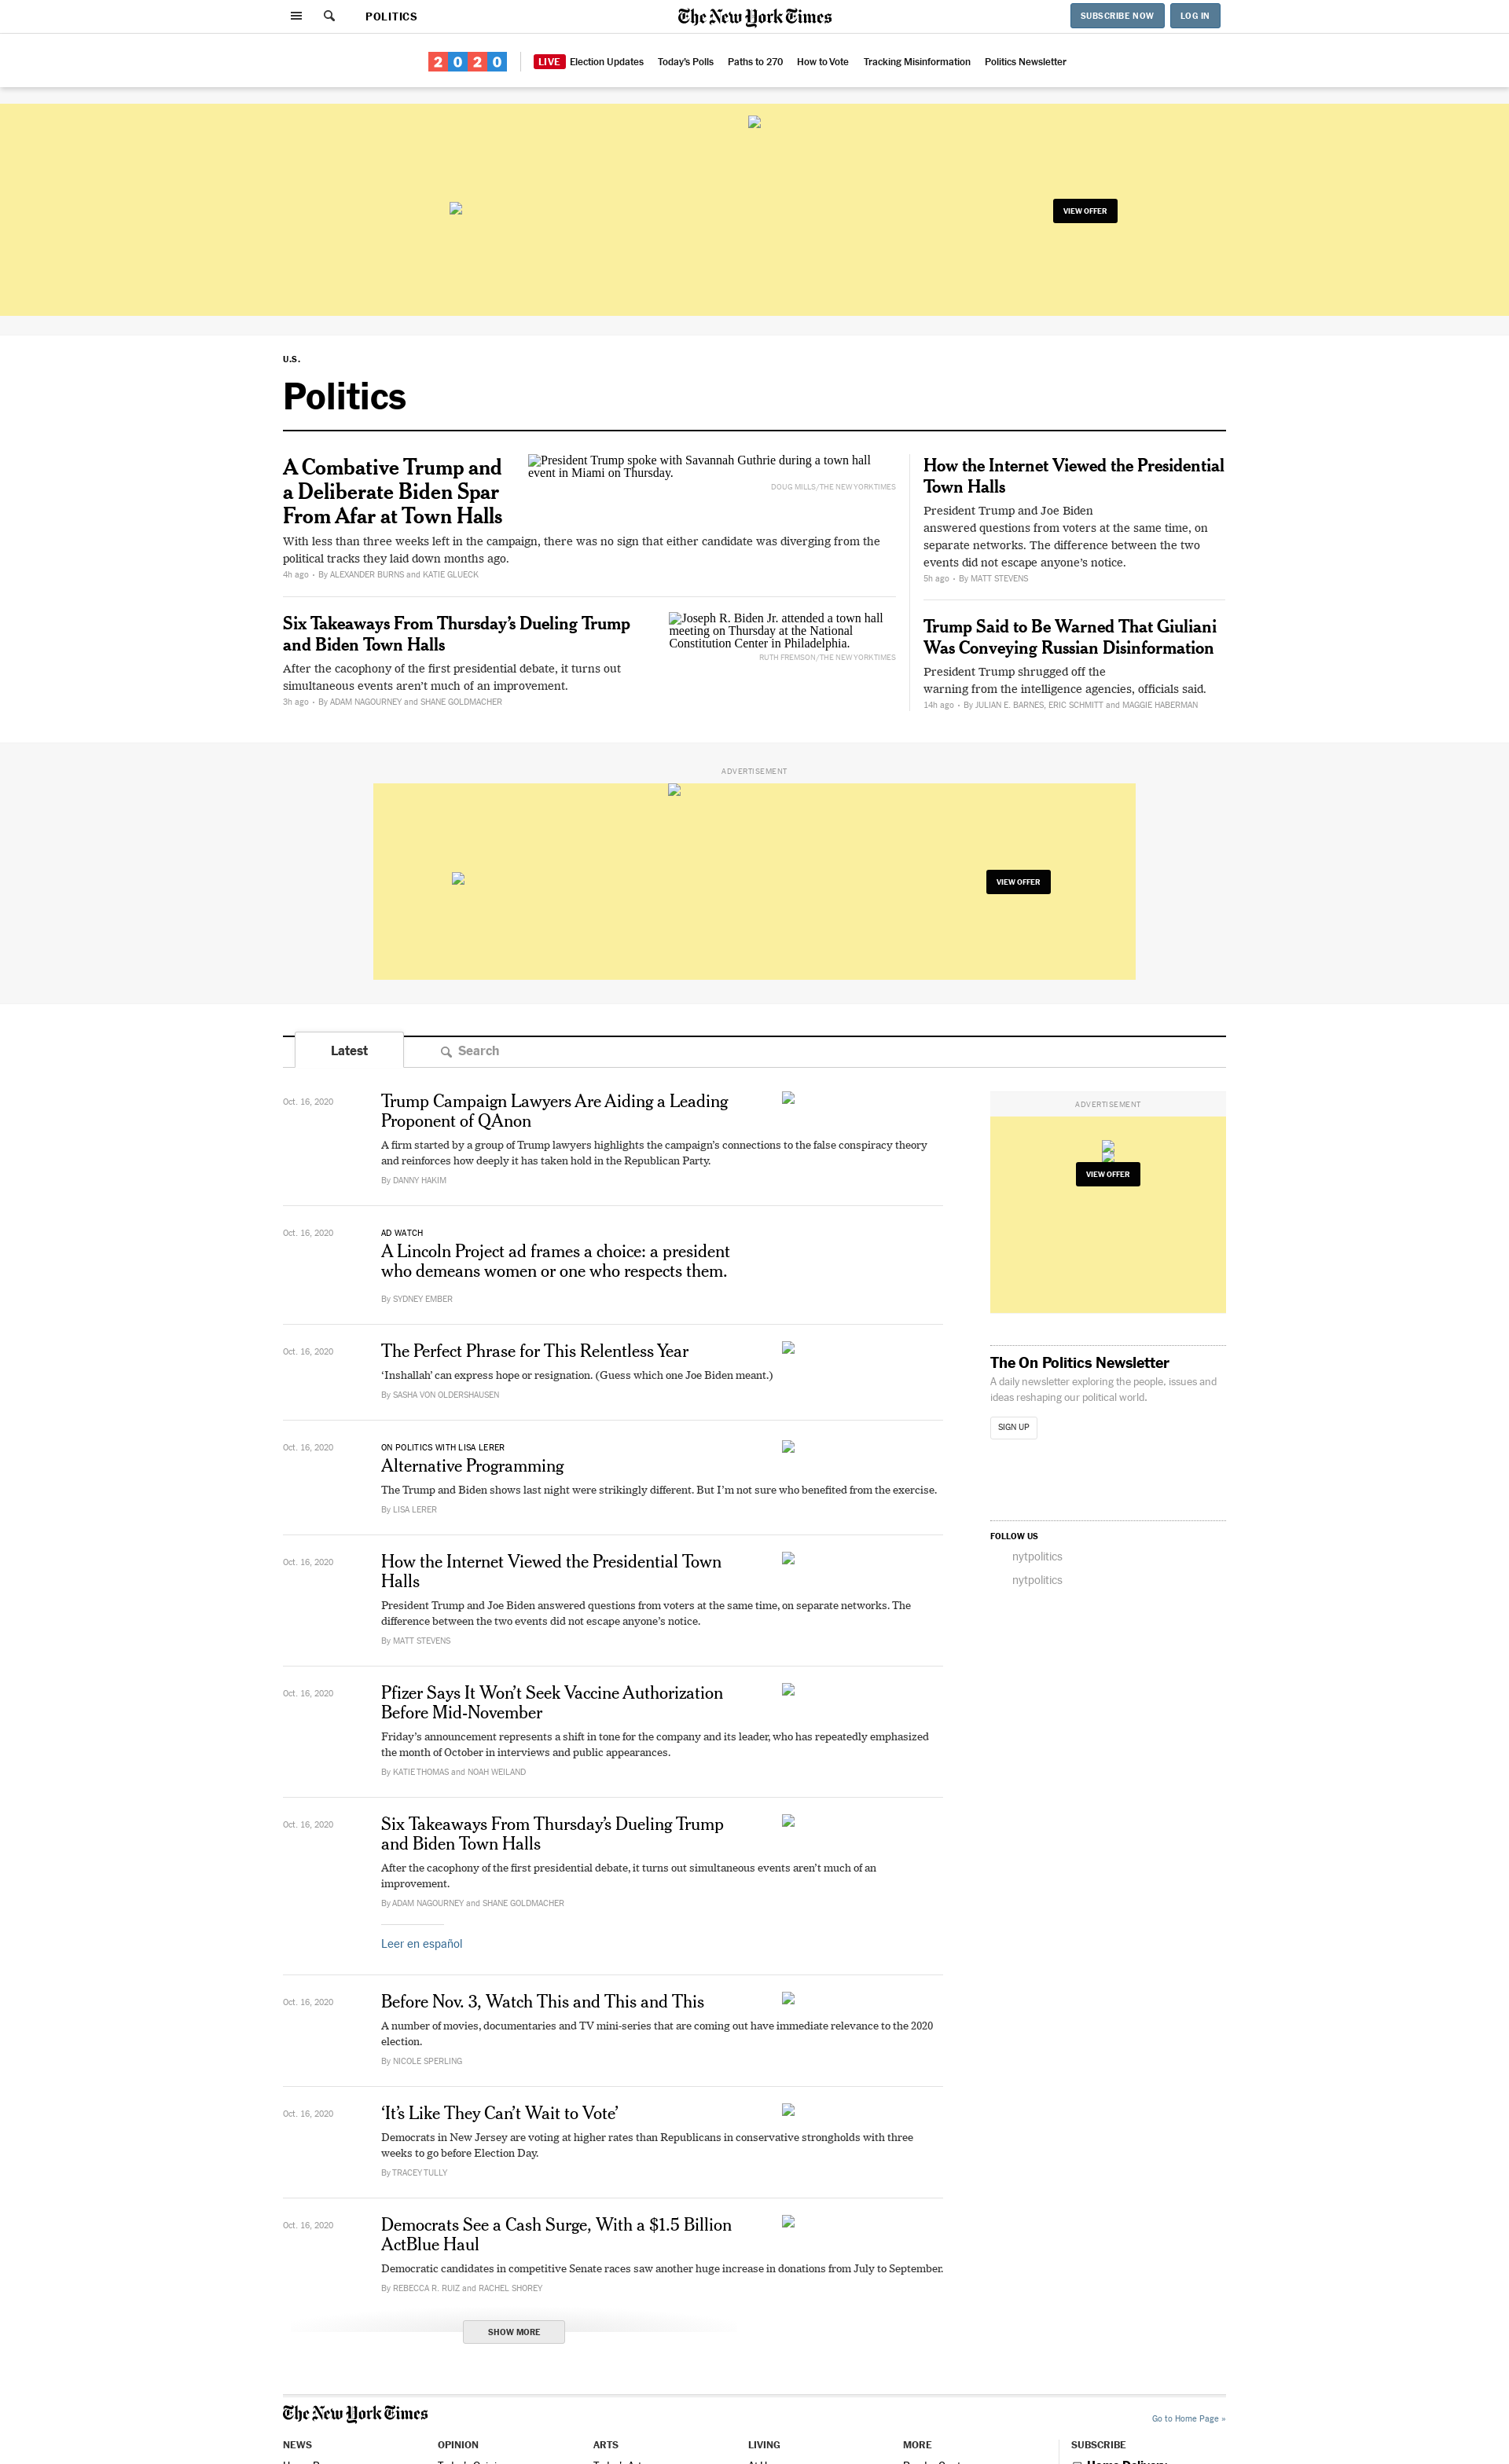 POLITICS
The New York Times
SUBSCRIBE NOW
LOG IN
2020
LIVE Election Updates
Today's Polls
Paths to 270
How to Vote
Tracking Misinformation
Politics Newsletter
VIEW OFFER
U.S.
Politics
A Combative Trump and
a Deliberate Biden Spar
From Afar at Town Halls
President Trump spoke with Savannah Guthrie during a town hall
event in Miami on Thursday.
DOUG MILLS/THE NEW YORK TIMES
With less than three weeks left in the campaign, there was no sign that either candidate was diverging from the
political tracks they laid down months ago.
4h ago • By ALEXANDER BURNS and KATIE GLUECK
Six Takeaways From Thursday’s Dueling Trump
and Biden Town Halls
After the cacophony of the first presidential debate, it turns out
simultaneous events aren’t much of an improvement.
3h ago • By ADAM NAGOURNEY and SHANE GOLDMACHER
Joseph R. Biden Jr. attended a town hall
meeting on Thursday at the National
Constitution Center in Philadelphia.
RUTH FREMSON/THE NEW YORK TIMES
How the Internet Viewed the Presidential
Town Halls
President Trump and Joe Biden
answered questions from voters at the same time, on
separate networks. The difference between the two
events did not escape anyone’s notice.
5h ago • By MATT STEVENS
Trump Said to Be Warned That Giuliani
Was Conveying Russian Disinformation
President Trump shrugged off the
warning from the intelligence agencies, officials said.
14h ago • By JULIAN E. BARNES, ERIC SCHMITT and MAGGIE HABERMAN
ADVERTISEMENT
VIEW OFFER
Latest
Search
Oct. 16, 2020
Trump Campaign Lawyers Are Aiding a Leading
Proponent of QAnon
A firm started by a group of Trump lawyers highlights the campaign’s connections to the false conspiracy theory
and reinforces how deeply it has taken hold in the Republican Party.
By DANNY HAKIM
Oct. 16, 2020
AD WATCH
A Lincoln Project ad frames a choice: a president
who demeans women or one who respects them.
By SYDNEY EMBER
Oct. 16, 2020
The Perfect Phrase for This Relentless Year
‘Inshallah’ can express hope or resignation. (Guess which one Joe Biden meant.)
By SASHA VON OLDERSHAUSEN
Oct. 16, 2020
ON POLITICS WITH LISA LERER
Alternative Programming
The Trump and Biden shows last night were strikingly different. But I’m not sure who benefited from the exercise.
By LISA LERER
Oct. 16, 2020
How the Internet Viewed the Presidential Town
Halls
President Trump and Joe Biden answered questions from voters at the same time, on separate networks. The
difference between the two events did not escape anyone’s notice.
By MATT STEVENS
Oct. 16, 2020
Pfizer Says It Won’t Seek Vaccine Authorization
Before Mid-November
Friday’s announcement represents a shift in tone for the company and its leader, who has repeatedly emphasized
the month of October in interviews and public appearances.
By KATIE THOMAS and NOAH WEILAND
Oct. 16, 2020
Six Takeaways From Thursday’s Dueling Trump
and Biden Town Halls
After the cacophony of the first presidential debate, it turns out simultaneous events aren’t much of an
improvement.
By ADAM NAGOURNEY and SHANE GOLDMACHER
Leer en español
Oct. 16, 2020
Before Nov. 3, Watch This and This and This
A number of movies, documentaries and TV mini-series that are coming out have immediate relevance to the 2020
election.
By NICOLE SPERLING
Oct. 16, 2020
‘It’s Like They Can’t Wait to Vote’
Democrats in New Jersey are voting at higher rates than Republicans in conservative strongholds with three
weeks to go before Election Day.
By TRACEY TULLY
Oct. 16, 2020
Democrats See a Cash Surge, With a $1.5 Billion
ActBlue Haul
Democratic candidates in competitive Senate races saw another huge increase in donations from July to September.
By REBECCA R. RUIZ and RACHEL SHOREY
SHOW MORE
ADVERTISEMENT
VIEW OFFER
The On Politics Newsletter
A daily newsletter exploring the people, issues and
ideas reshaping our political world.
SIGN UP
FOLLOW US
nytpolitics
nytpolitics
The New York Times
Go to Home Page »
NEWS
OPINION
ARTS
LIVING
MORE
SUBSCRIBE